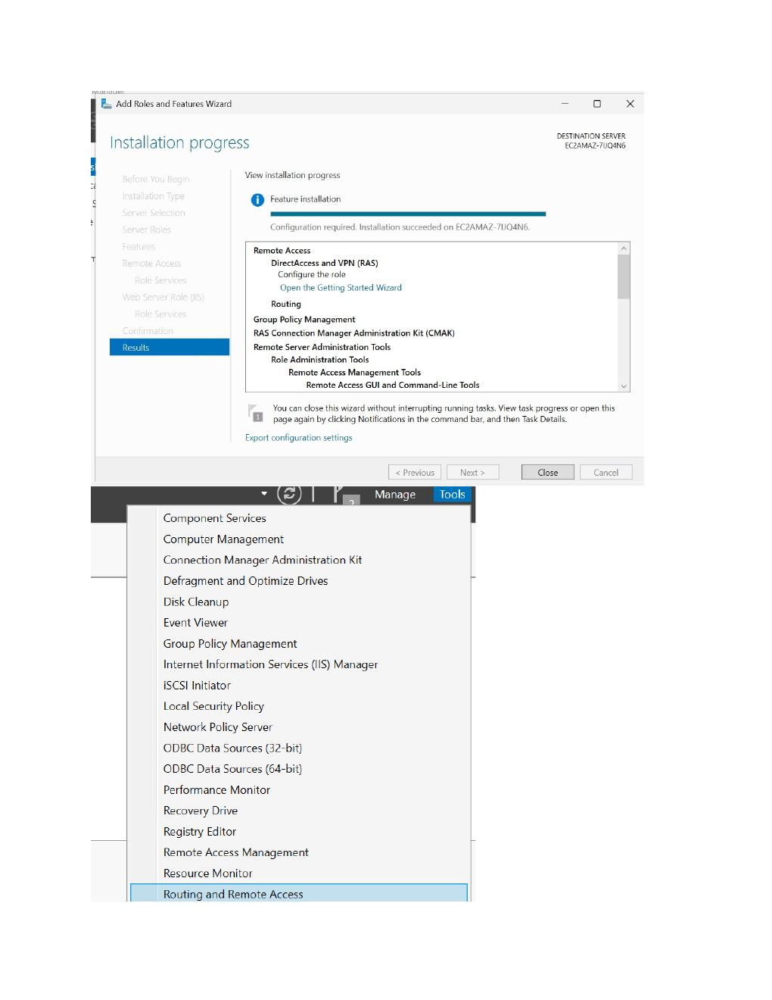 Manager
Add Roles and Features Wizard
Installation progress
DESTINATION SERVER
EC2AMAZ-7IJQ4N6
Before You Begin
Installation Type
Server Selection
Server Roles
Features
Remote Access
Role Services
Web Server Role (IIS)
Role Services
Confirmation
Results
View installation progress
Feature installation
Configuration required. Installation succeeded on EC2AMAZ-7IJQ4N6.
Remote Access
DirectAccess and VPN (RAS)
Configure the role
Open the Getting Started Wizard
Routing
Group Policy Management
RAS Connection Manager Administration Kit (CMAK)
Remote Server Administration Tools
Role Administration Tools
Remote Access Management Tools
Remote Access GUI and Command-Line Tools
1
You can close this wizard without interrupting running tasks. View task progress or open this
page again by clicking Notifications in the command bar, and then Task Details.
Export configuration settings
< Previous
Next >
Close
Cancel
2
Manage
Tools
Component Services
Computer Management
Connection Manager Administration Kit
Defragment and Optimize Drives
Disk Cleanup
Event Viewer
Group Policy Management
Internet Information Services (IIS) Manager
iSCSI Initiator
Local Security Policy
Network Policy Server
ODBC Data Sources (32-bit)
ODBC Data Sources (64-bit)
Performance Monitor
Recovery Drive
Registry Editor
Remote Access Management
Resource Monitor
Routing and Remote Access